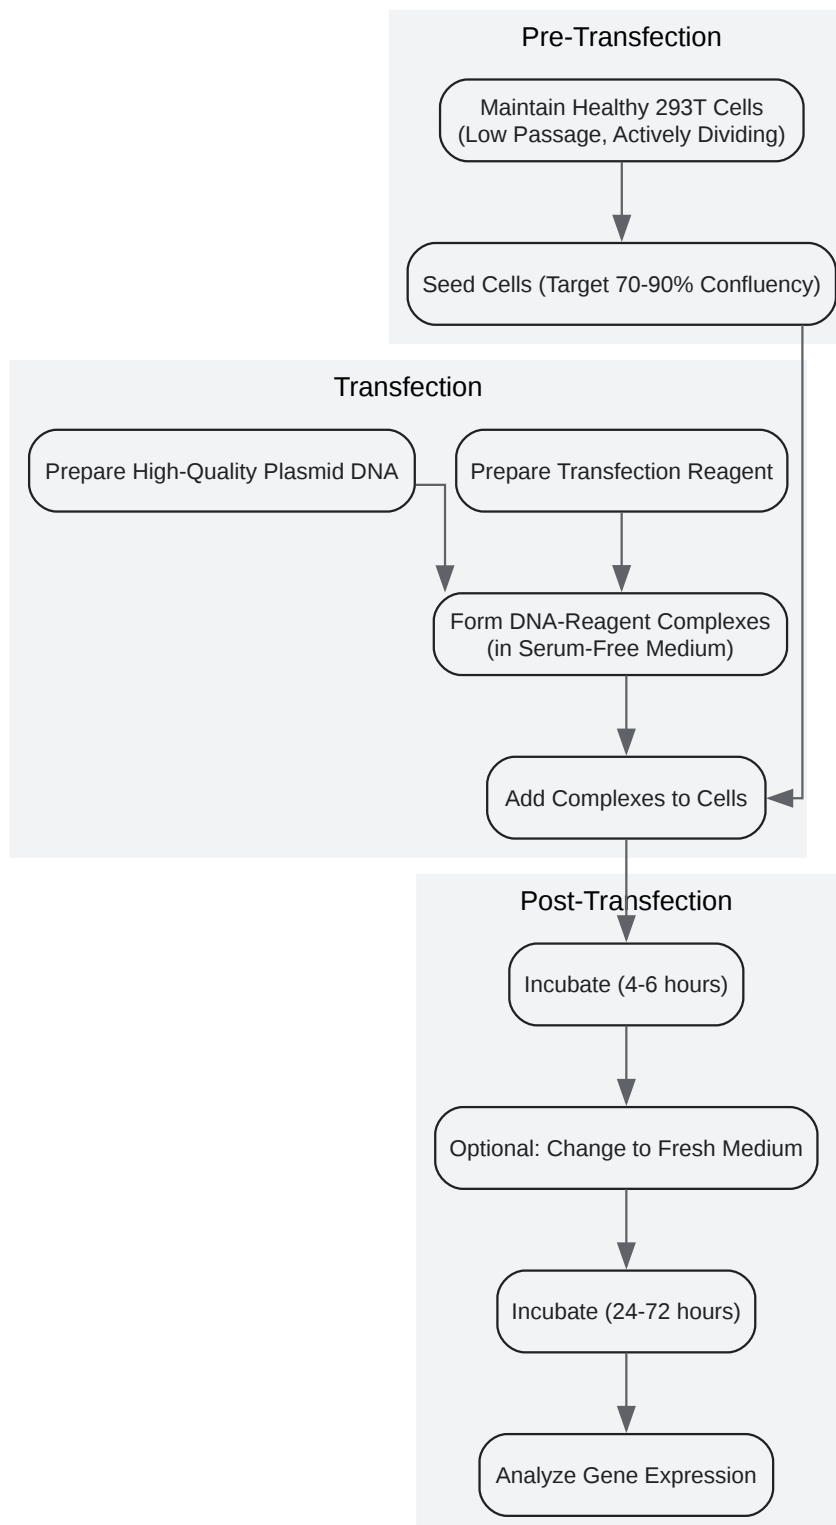 Pre-Transfection
Maintain Healthy 293T Cells
(Low Passage, Actively Dividing)
Seed Cells (Target 70-90% Confluency)
Transfection
Prepare High-Quality Plasmid DNA
Prepare Transfection Reagent
Form DNA-Reagent Complexes
(in Serum-Free Medium)
Add Complexes to Cells
Post-Transfection
Incubate (4-6 hours)
Optional: Change to Fresh Medium
Incubate (24-72 hours)
Analyze Gene Expression